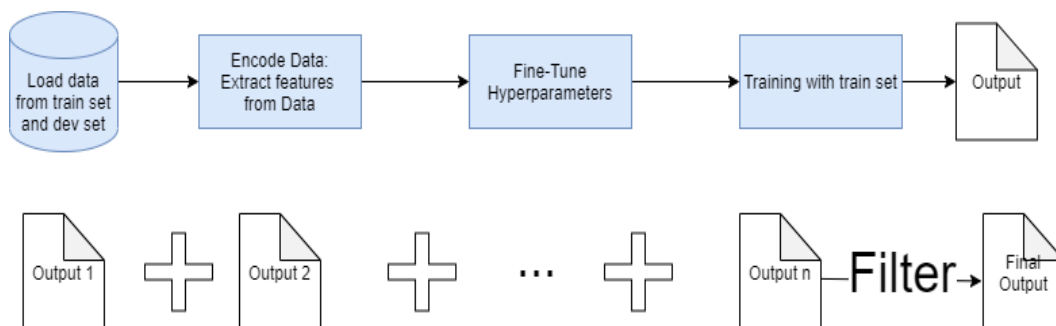 Load data
from train set
and dev set
Encode Data:
Extract features
from Data
Fine-Tune
Hyperparameters
Training with train set
Output
Output 1
Output 2
...
Output n
Filter
Final
Output